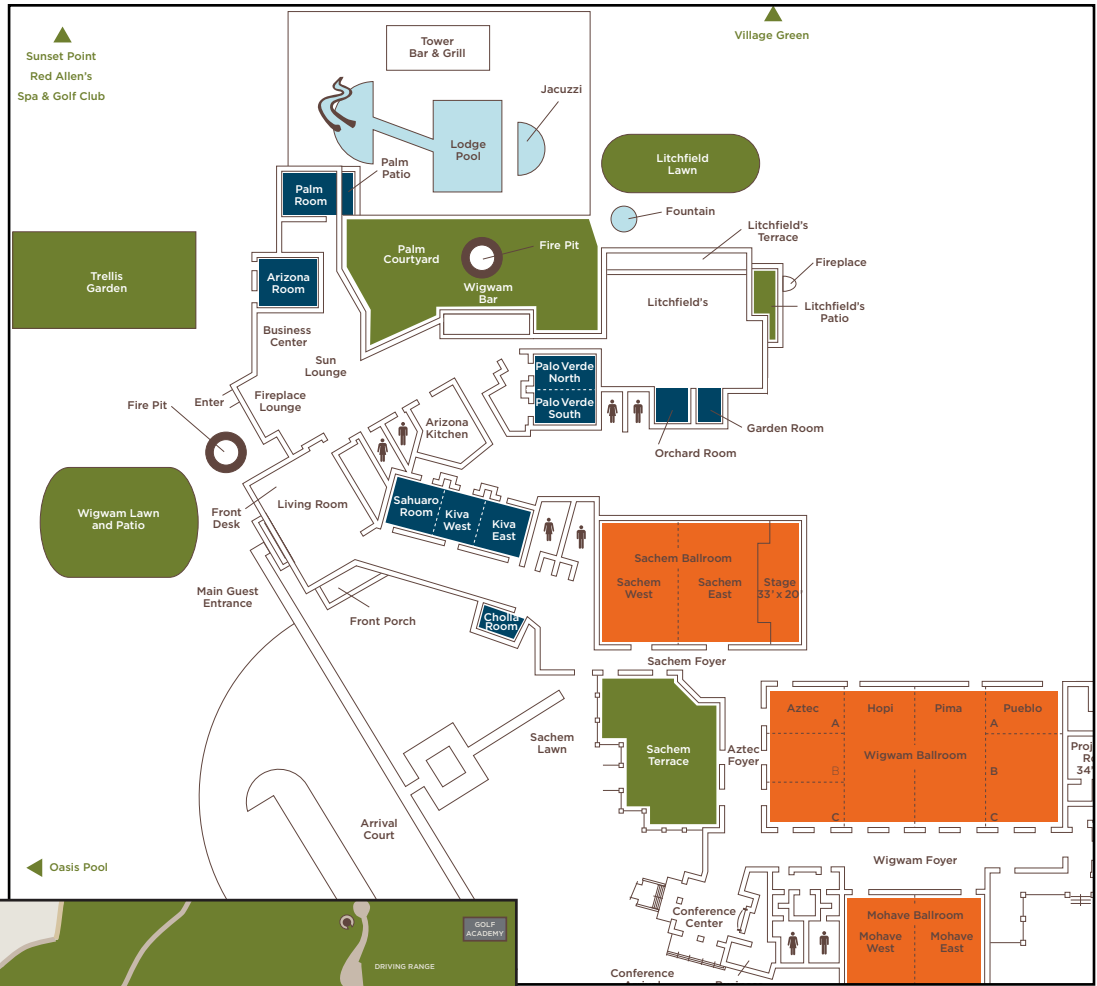 Village Green
Sunset Point
Red Allen's
Spa & Golf Club
Tower
Bar & Grill
Jacuzzi
Lodge
Pool
Palm
Patio
Palm
Room
Litchfield
Lawn
Fountain
Litchfield's
Terrace
Fireplace
Palm
Courtyard
Fire Pit
Wigwam
Bar
Trellis
Garden
Arizona
Room
Litchfield's
Litchfield's
Patio
Business
Center
Sun
Lounge
Palo Verde
North
Palo Verde
South
Enter
Fireplace
Lounge
Fire Pit
Arizona
Kitchen
Garden Room
Orchard Room
Wigwam Lawn
and Patio
Front
Desk
Living Room
Sahuaro
Room
Kiva
West
Kiva
East
Sachem Ballroom
Sachem
West
Sachem
East
Stage
33' x 20'
Main Guest
Entrance
Front Porch
Cholla
Room
Sachem Foyer
Sachem
Lawn
Sachem
Terrace
Aztec
Foyer
Aztec
Hopi
Pima
Pueblo
A
A
Wigwam Ballroom
B
B
C
C
Proj
34'
Arrival
Court
Oasis Pool
Wigwam Foyer
Conference
Center
Mohave Ballroom
Mohave
West
Mohave
East
Conference
GOLF
ACADEMY
DRIVING RANGE